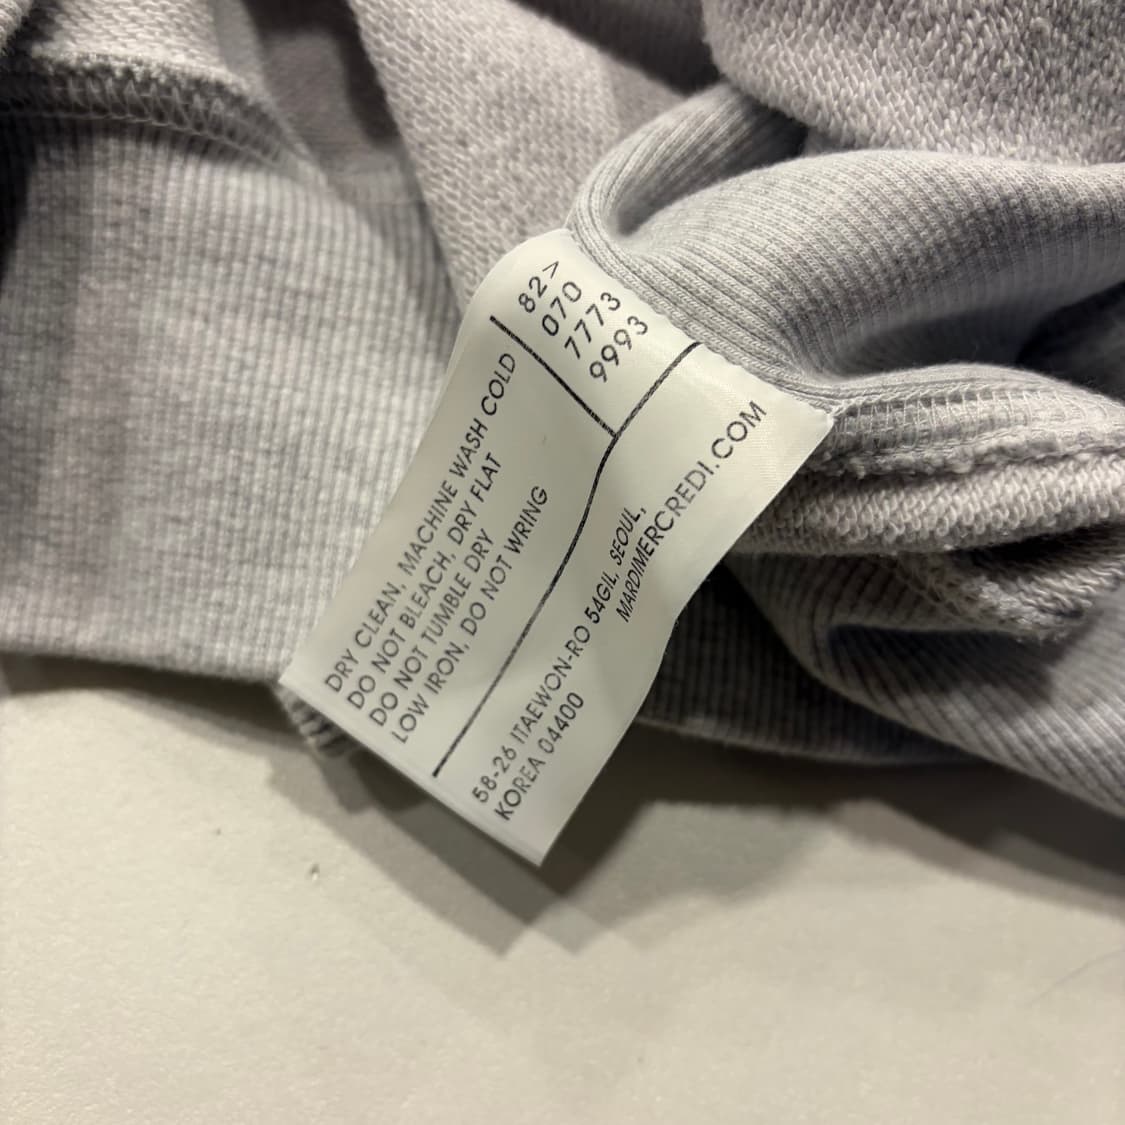 82>
070
7773
9993
DRY CLEAN, MACHINE WASH COLD
DO NOT BLEACH, DRY FLAT
DO NOT TUMBLE DRY
LOW IRON, DO NOT WRING
58-26 ITAEWON-RO 54GIL, SEOUL,
KOREA 04400
MARDIMERCREDI.COM